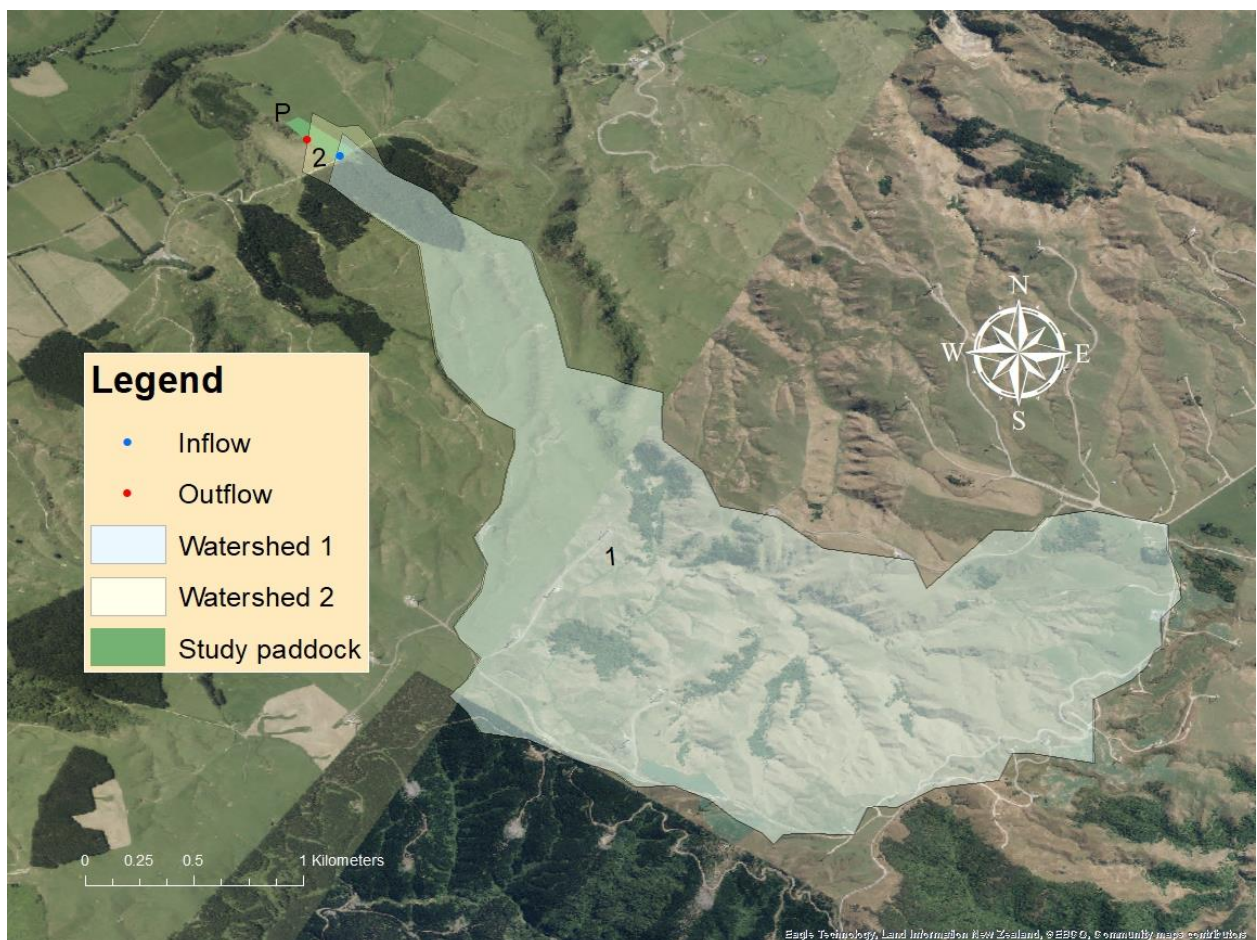 P
2
N
W E
S
Legend
Inflow
Outflow
1
Watershed 1
Watershed 2
Study paddock
0 0.25 0.5 1 Kilometers
Eagle Technology, Land Information New Zealand, GEBCO, Community maps contributors